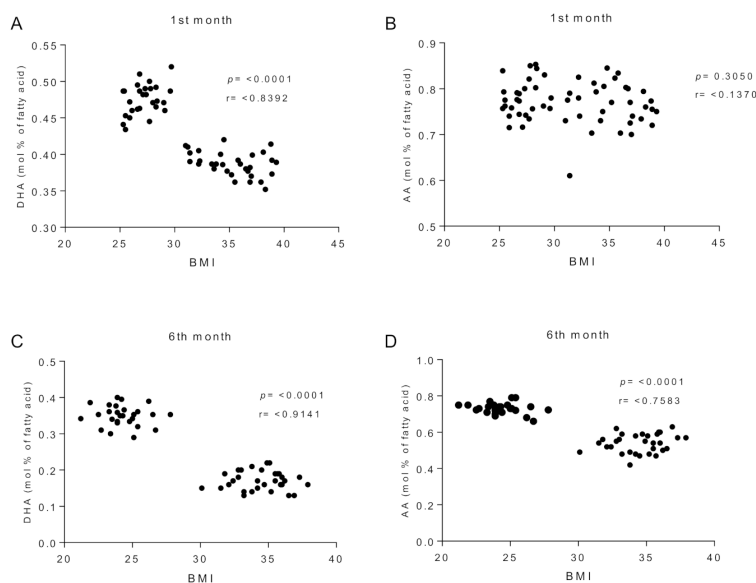 A
1st month
0.55
0.50
0.45
0.40
0.35
0.30
DHA (mol % of fatty acid)
p= <0.0001
r= <0.8392
20 25 30 35 40 45
BMI
B
1st month
0.9
0.8
0.7
0.6
0.5
AA (mol % of fatty acid)
p= 0.3050
r= <0.1370
20 25 30 35 40 45
BMI
C
6th month
0.5
0.4
0.3
0.2
0.1
0.0
DHA (mol % of fatty acid)
p= <0.0001
r= <0.9141
20 25 30 35 40
BMI
D
6th month
1.0
0.8
0.6
0.4
0.2
0.0
AA (mol % of fatty acid)
p= <0.0001
r= <0.7583
20 25 30 35 40
BMI